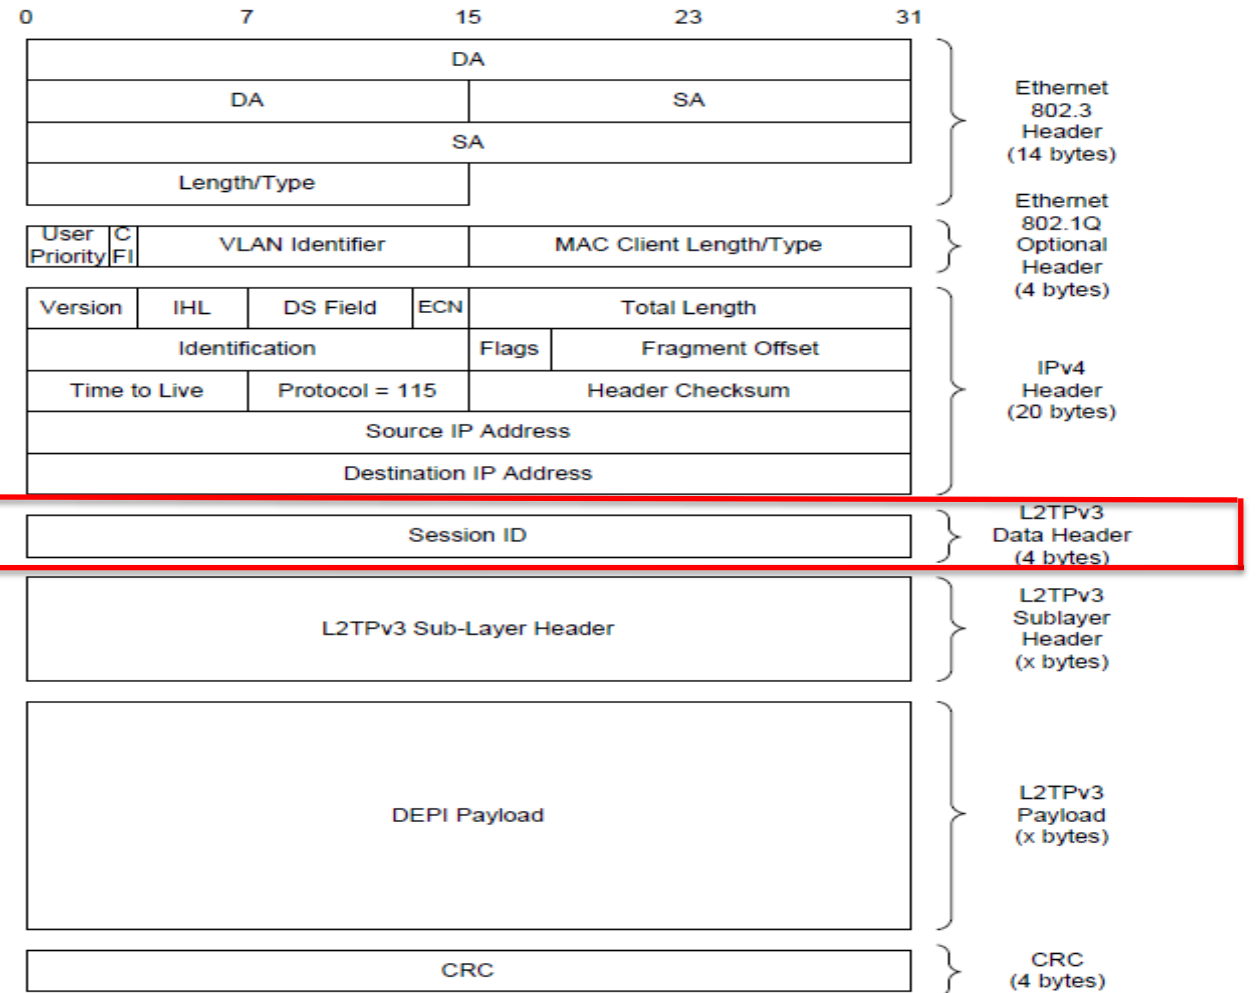 0 7 15 23 31
DA
DA SA
SA
Length/Type
Ethernet
802.3
Header
(14 bytes)
User
Priority
C
FI
VLAN Identifier MAC Client Length/Type
Ethernet
802.1Q
Optional
Header
(4 bytes)
Version IHL DS Field ECN Total Length
Identification Flags Fragment Offset
Time to Live Protocol = 115 Header Checksum
Source IP Address
Destination IP Address
IPv4
Header
(20 bytes)
Session ID
L2TPv3
Data Header
(4 bytes)
L2TPv3 Sub-Layer Header
L2TPv3
Sublayer
Header
(x bytes)
DEPI Payload
L2TPv3
Payload
(x bytes)
CRC
CRC
(4 bytes)